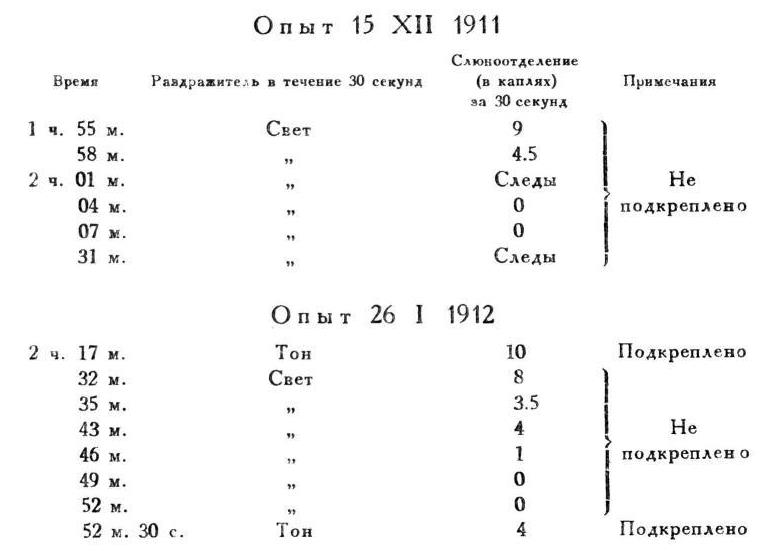 Опыт 15 XII 1911
Время Раздражитель в течение 30 секунд Слюноотделение (в каплях) за 30 секунд Примечания
1 ч. 55 м. Свет 9
58 м. „ 4.5
2 ч. 01 м. „ Следы Не
04 м. „ 0 подкреплено
07 м. „ 0
31 м. „ Следы
Опыт 26 I 1912
2 ч. 17 м. Тон 10 Подкреплено
32 м. Свет 8
35 м. „ 3.5
43 м. „ 4 Не
46 м. „ 1 подкреплено
49 м. „ 0
52 м. „ 0
52 м. 30 с. Тон 4 Подкреплено